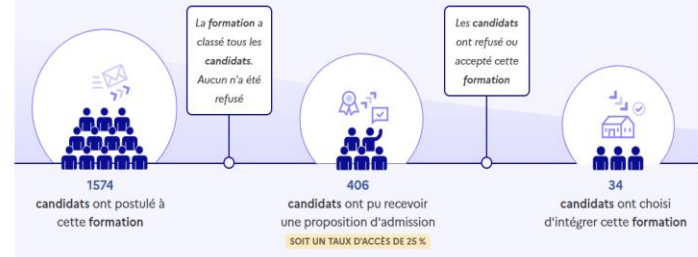 La formation a
classé tous les
candidats.
Aucun n'a été
refusé
Les candidats
ont refusé ou
accepté cette
formation
1574
candidats ont postulé à
cette formation
406
candidats ont pu recevoir
une proposition d'admission
SOIT UN TAUX D'ACCÈS DE 25 %
34
candidats ont choisi
d'intégrer cette formation